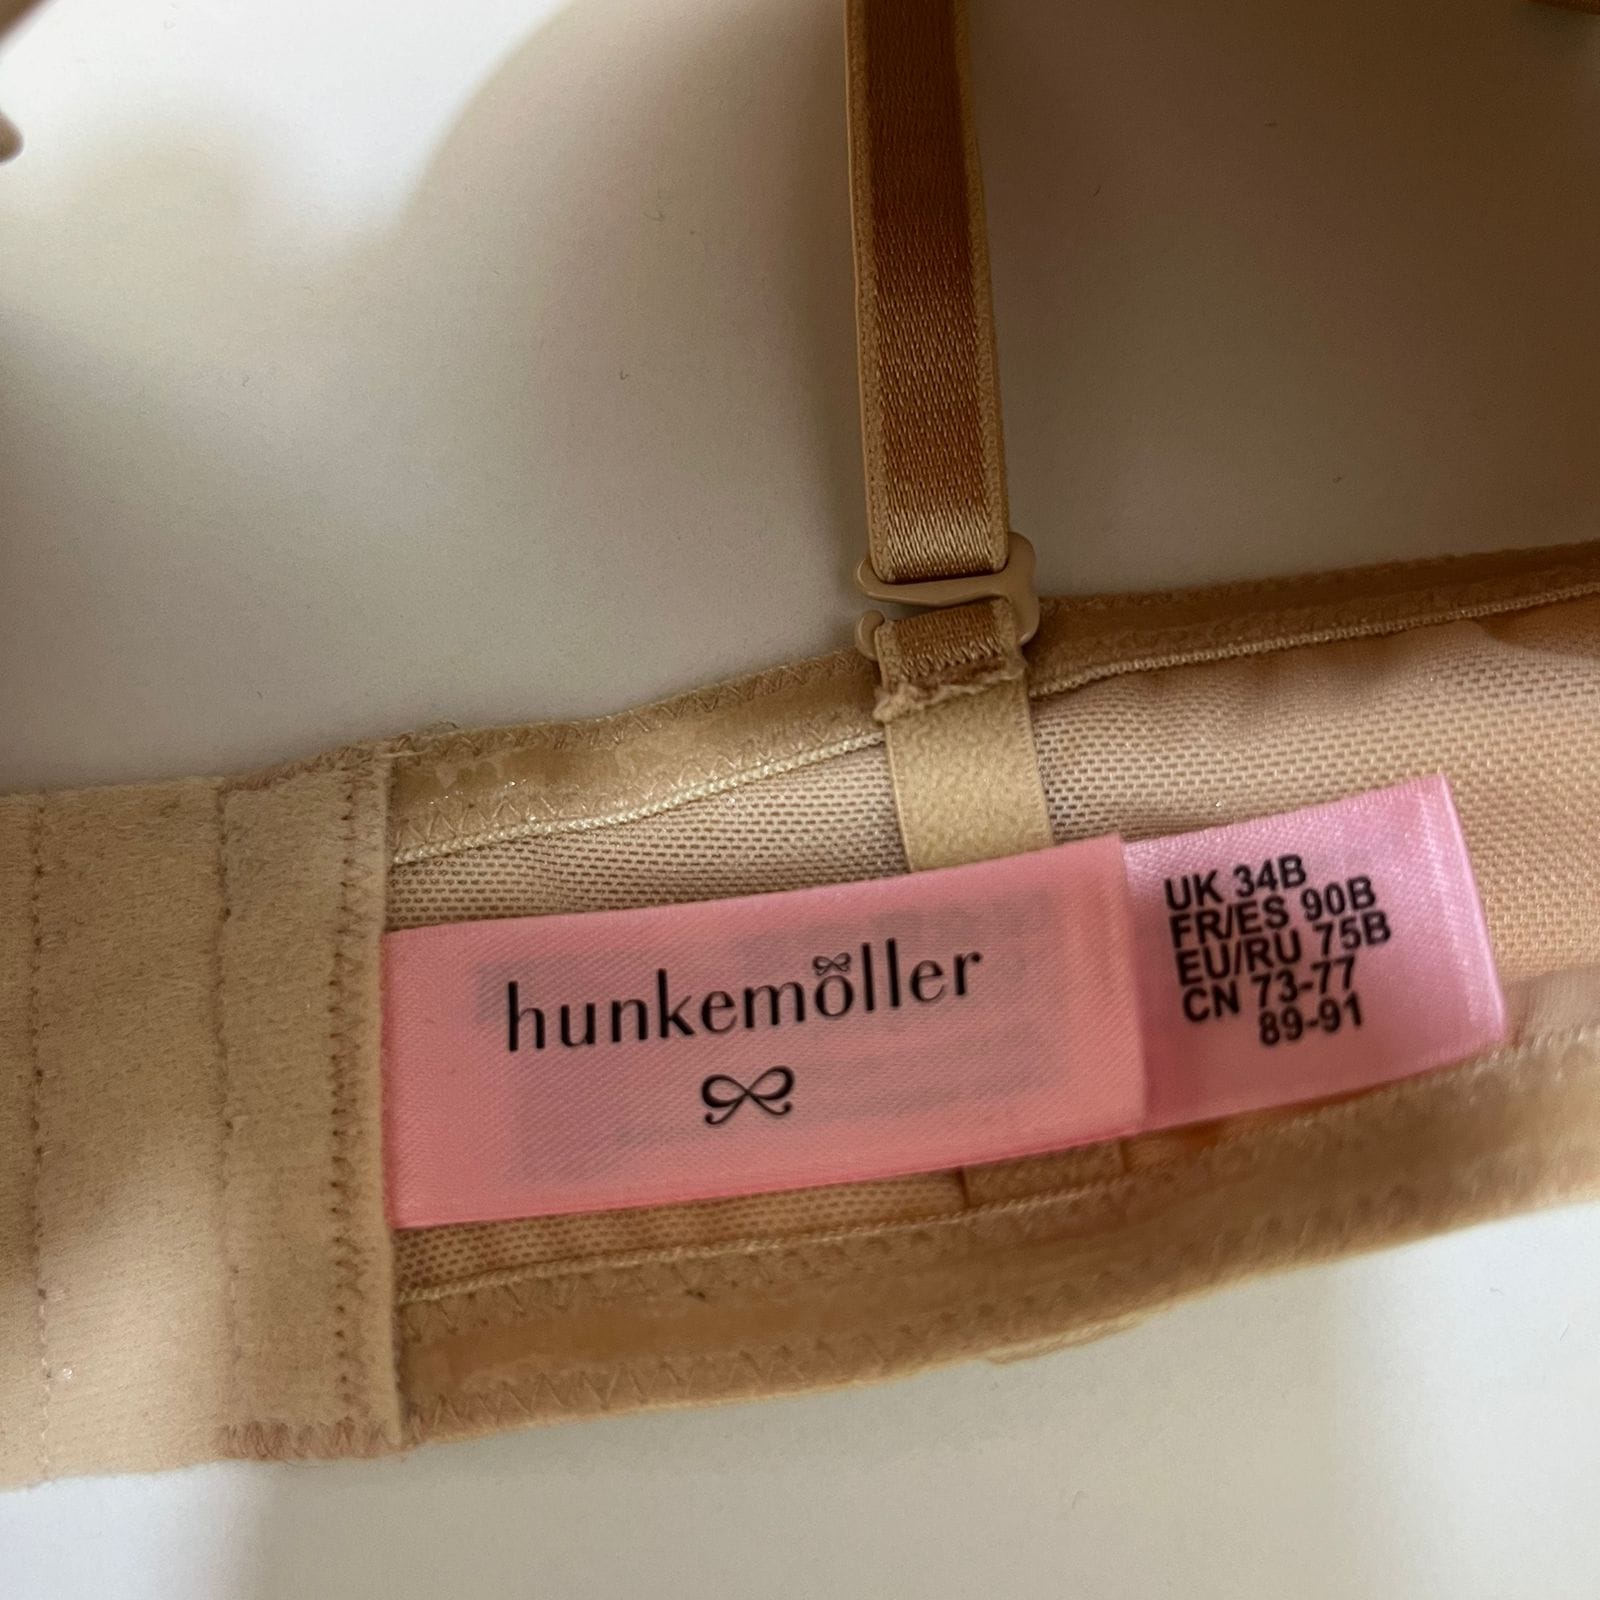 hunkemöller
UK 34B
FR/ES 90B
EU/RU 75B
CN 73-77
89-91